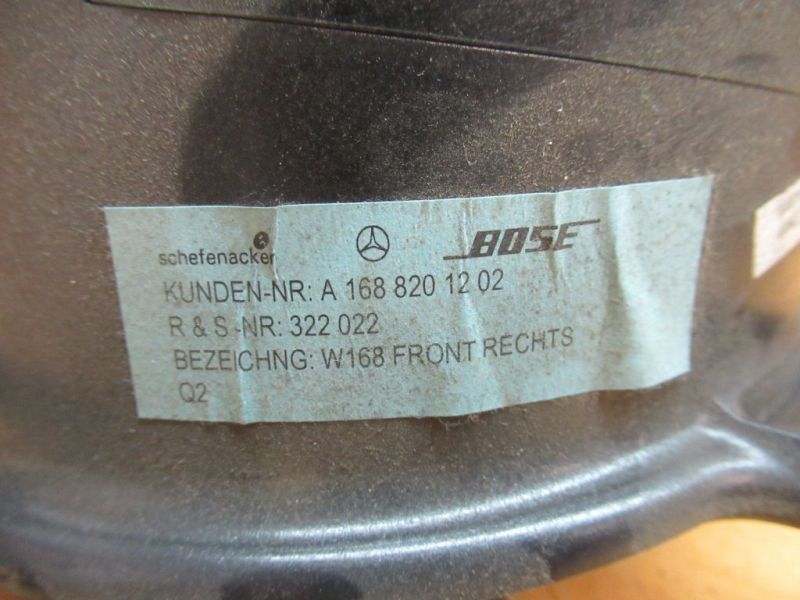 schefenacker BOSE
KUNDEN-NR: A 168 820 12 02
R & S -NR: 322 022
BEZEICHNG: W168 FRONT RECHTS
Q2